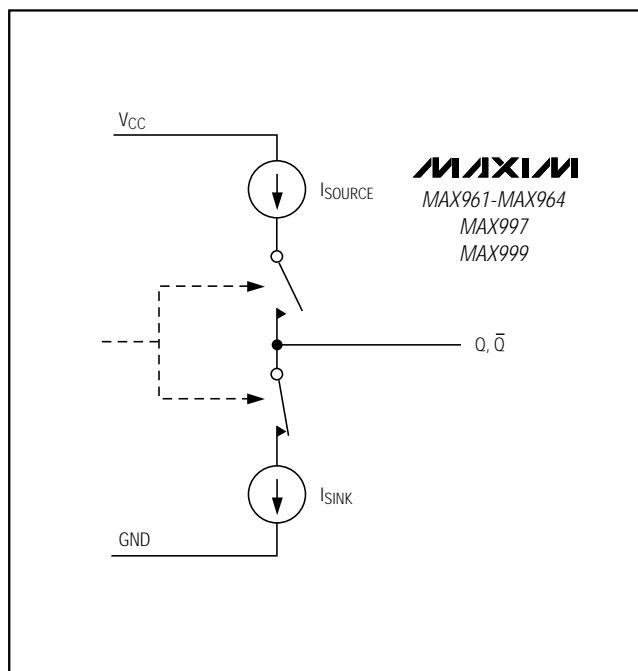 VCC
ISOURCE
MAXIM
MAX961-MAX964
MAX997
MAX999
Q, Q̅
ISINK
GND